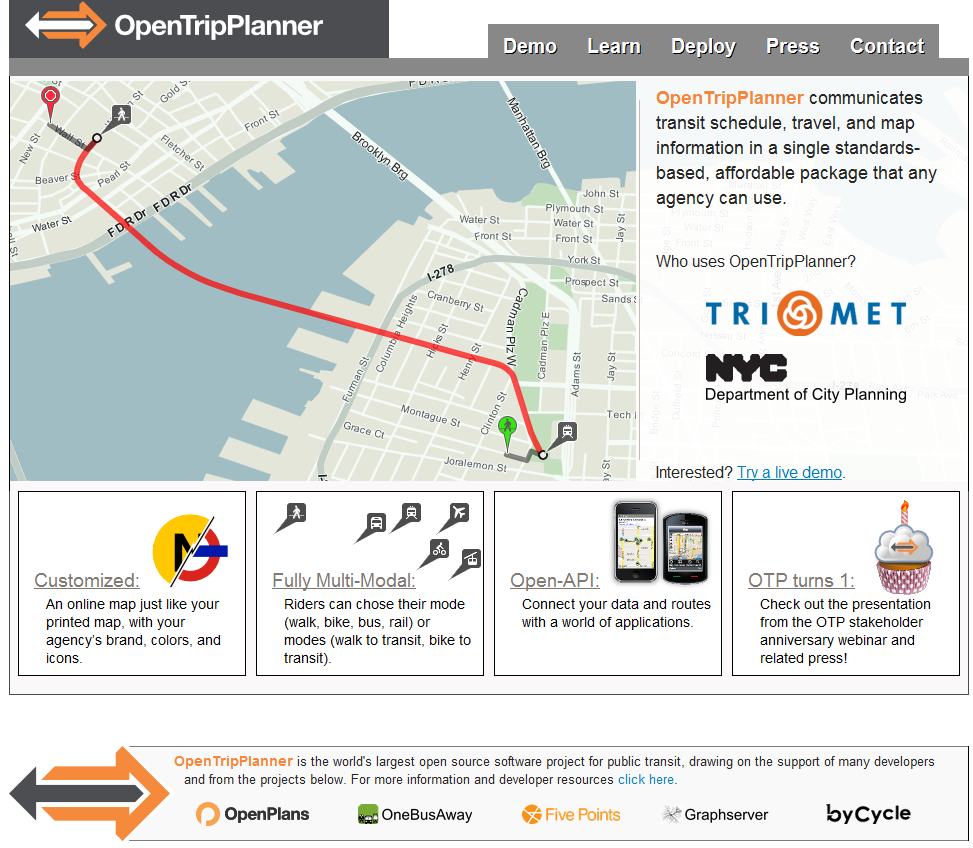 OpenTripPlanner
Demo Learn Deploy Press Contact
Gold St
Front St
F D R Dr
Manhattan Brg
New St
Wall St
Fletcher St
Beaver St
Pearl St
Brooklyn Brg
Water St
F D R Dr F D R Dr
John St
Plymouth St
Water St
Water St
Front St
Front St
Jay St
York St
I-278
Prospect St
Cranberry St
Sands S
Columbia Heights
Hicks St
Henry St
Cadman Plz W
Cadman Plz E
Adams St
Jay St
Furman St
Clinton St
Montague St
Tech
Grace Ct
Joralemon St
Jay St
OpenTripPlanner communicates
transit schedule, travel, and map
information in a single standards-
based, affordable package that any
agency can use.
Who uses OpenTripPlanner?
TRIMET
NYC
Department of City Planning
Interested? Try a live demo.
Customized:
An online map just like your
printed map, with your
agency's brand, colors, and
icons.
Fully Multi-Modal:
Riders can chose their mode
(walk, bike, bus, rail) or
modes (walk to transit, bike to
transit).
Open-API:
Connect your data and routes
with a world of applications.
OTP turns 1:
Check out the presentation
from the OTP stakeholder
anniversary webinar and
related press!
OpenTripPlanner is the world's largest open source software project for public transit, drawing on the support of many developers
and from the projects below. For more information and developer resources click here.
OpenPlans OneBusAway Five Points Graphserver byCycle